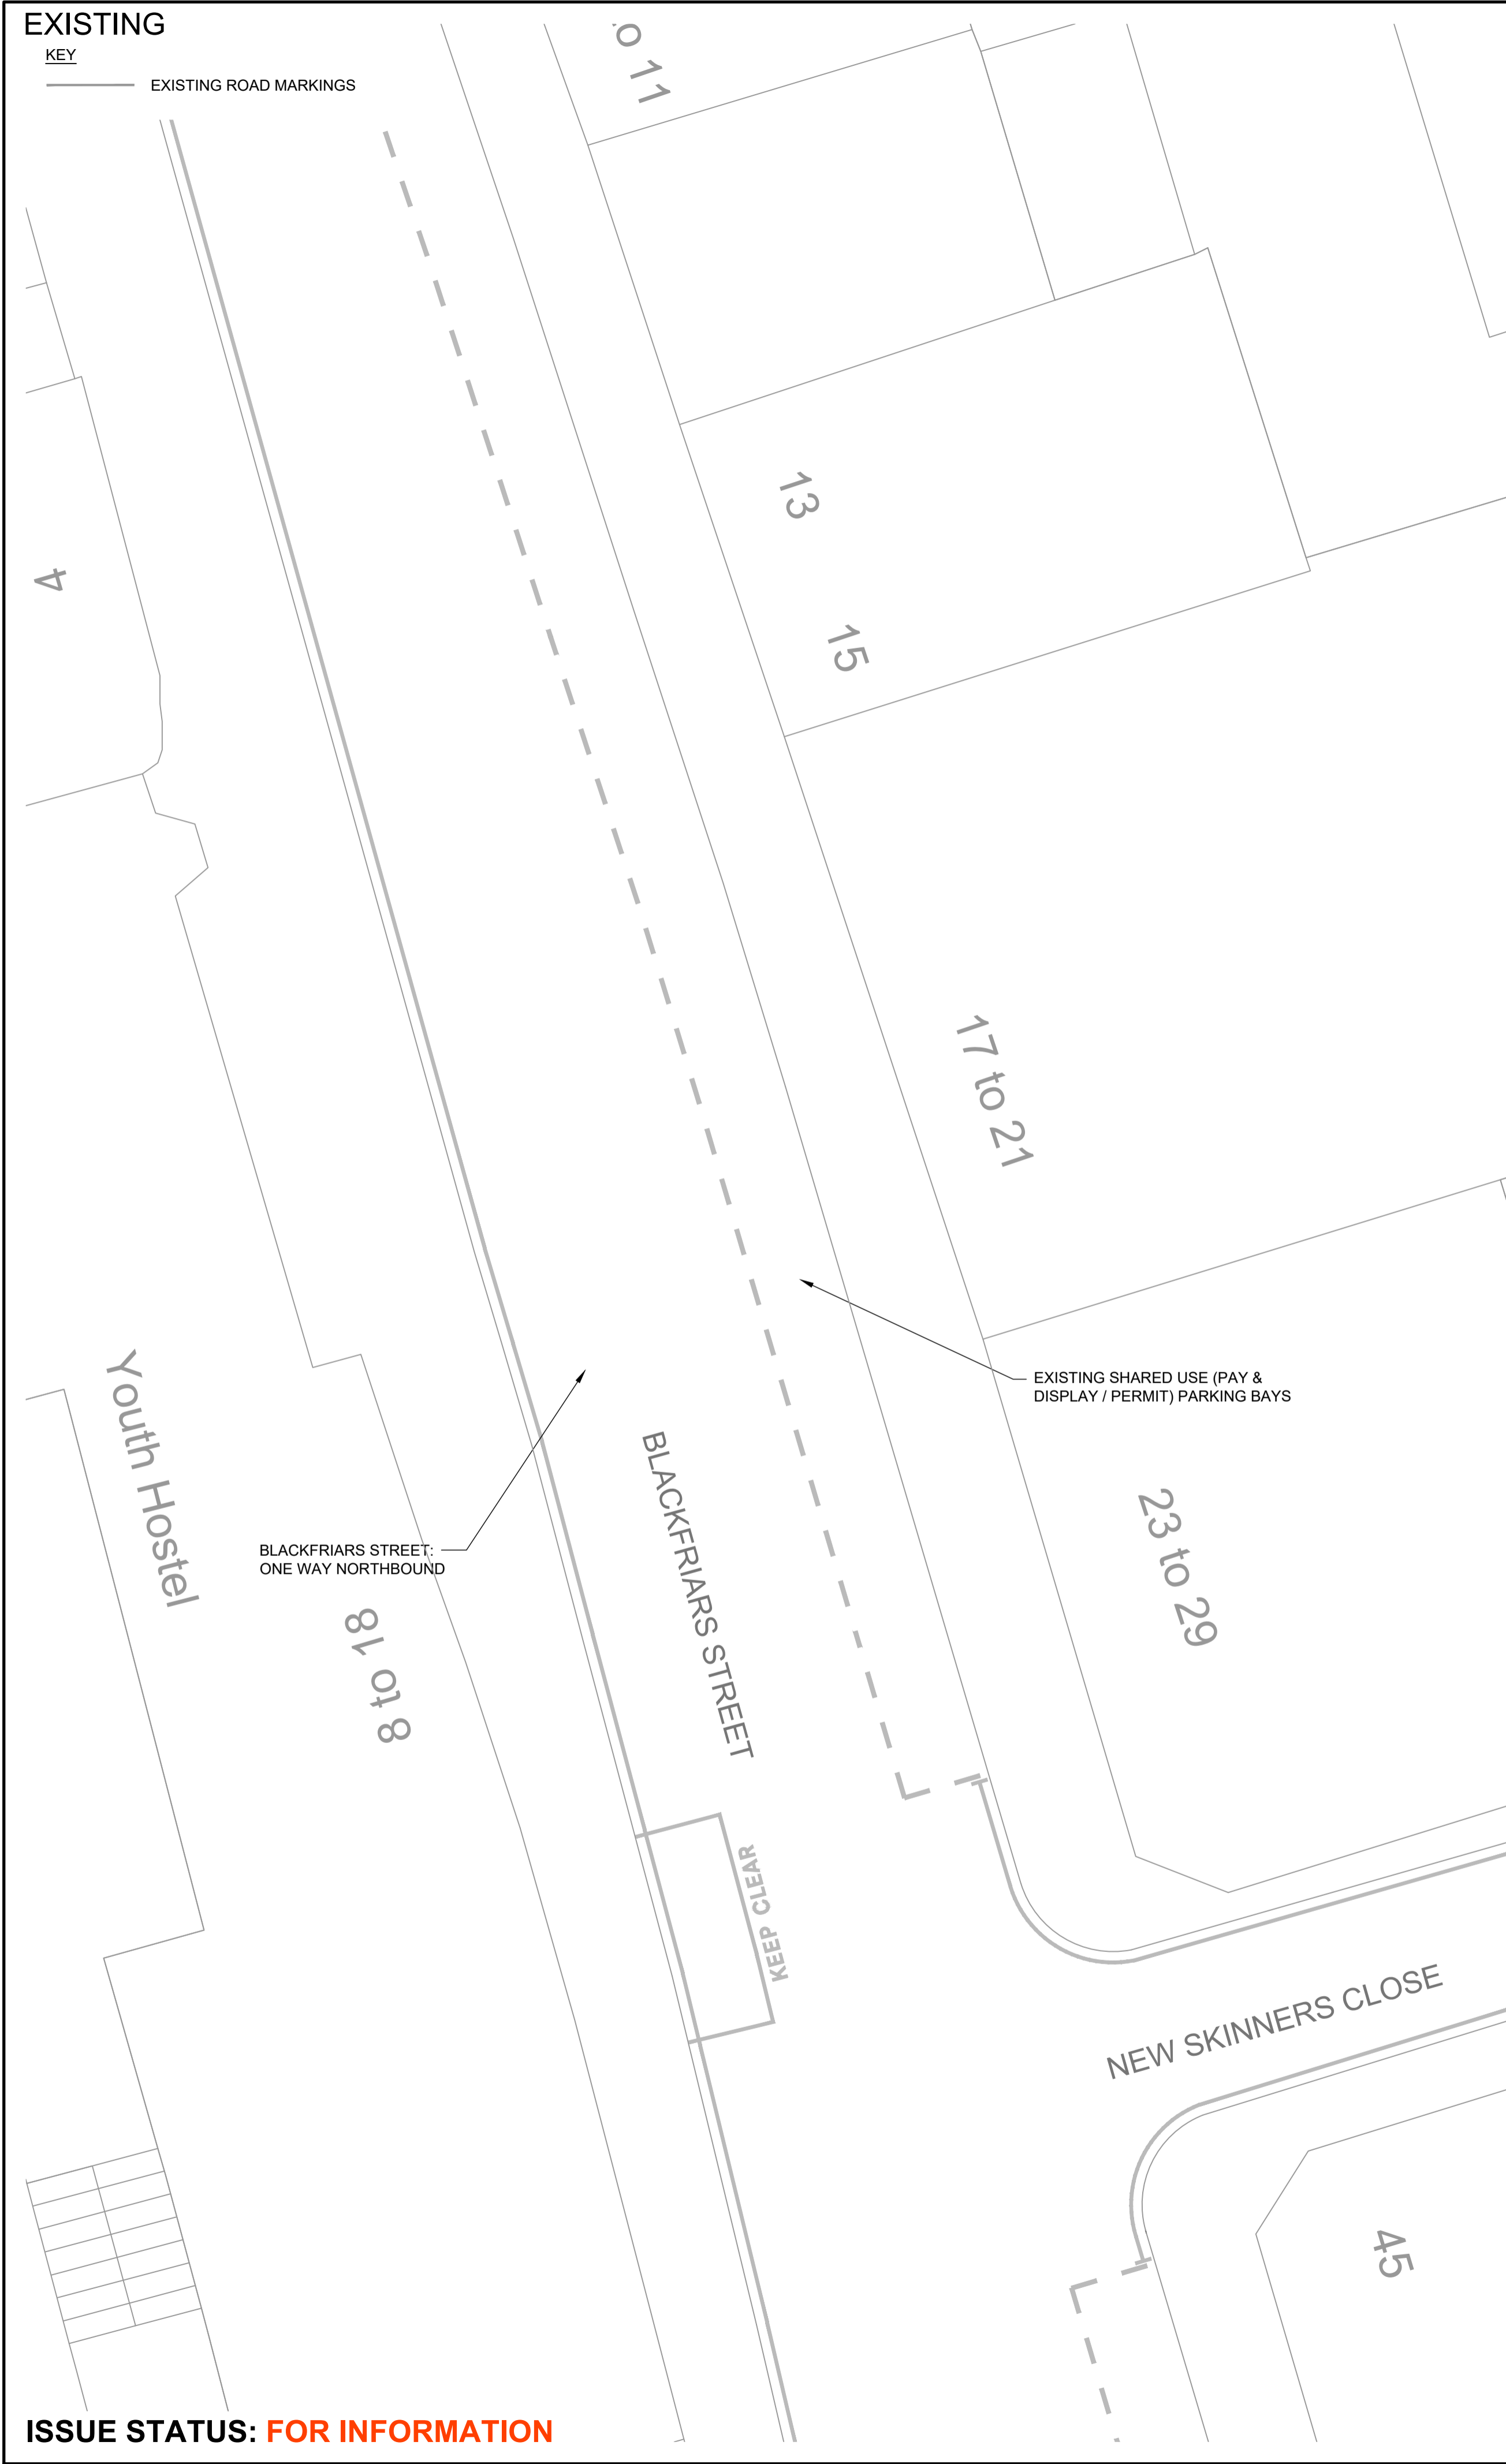 EXISTING
KEY
EXISTING ROAD MARKINGS
11
13
4
15
17 to 21
Youth Hostel
EXISTING SHARED USE (PAY &
DISPLAY / PERMIT) PARKING BAYS
BLACKFRIARS STREET
23 to 29
BLACKFRIARS STREET:
ONE WAY NORTHBOUND
8 to 18
KEEP CLEAR
NEW SKINNERS CLOSE
45
ISSUE STATUS: FOR INFORMATION